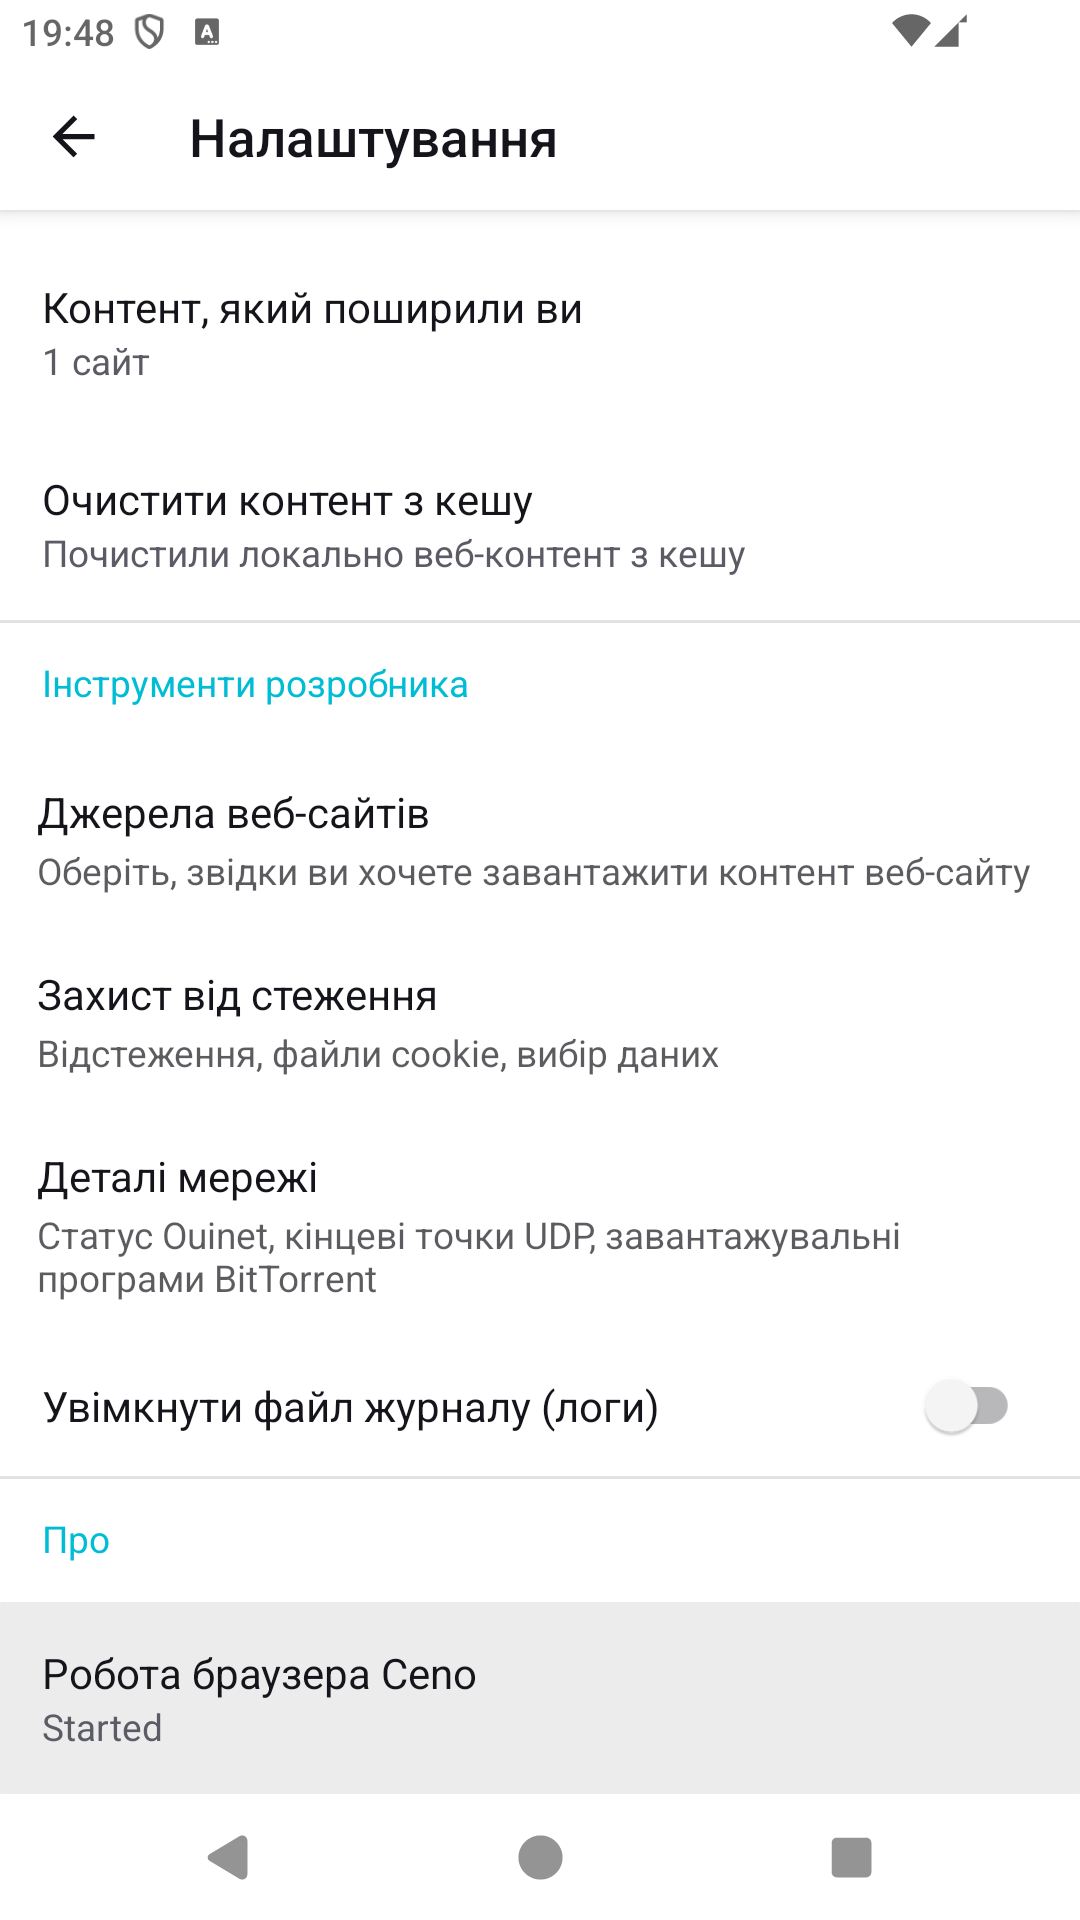 19:48
Налаштування
Контент, який поширили ви
1 сайт
Очистити контент з кешу
Почистили локально веб-контент з кешу
Інструменти розробника
Джерела веб-сайтів
Оберіть, звідки ви хочете завантажити контент веб-сайту
Захист від стеження
Відстеження, файли cookie, вибір даних
Деталі мережі
Статус Ouinet, кінцеві точки UDP, завантажувальні
програми BitTorrent
Увімкнути файл журналу (логи)
Про
Робота браузера Ceno
Started